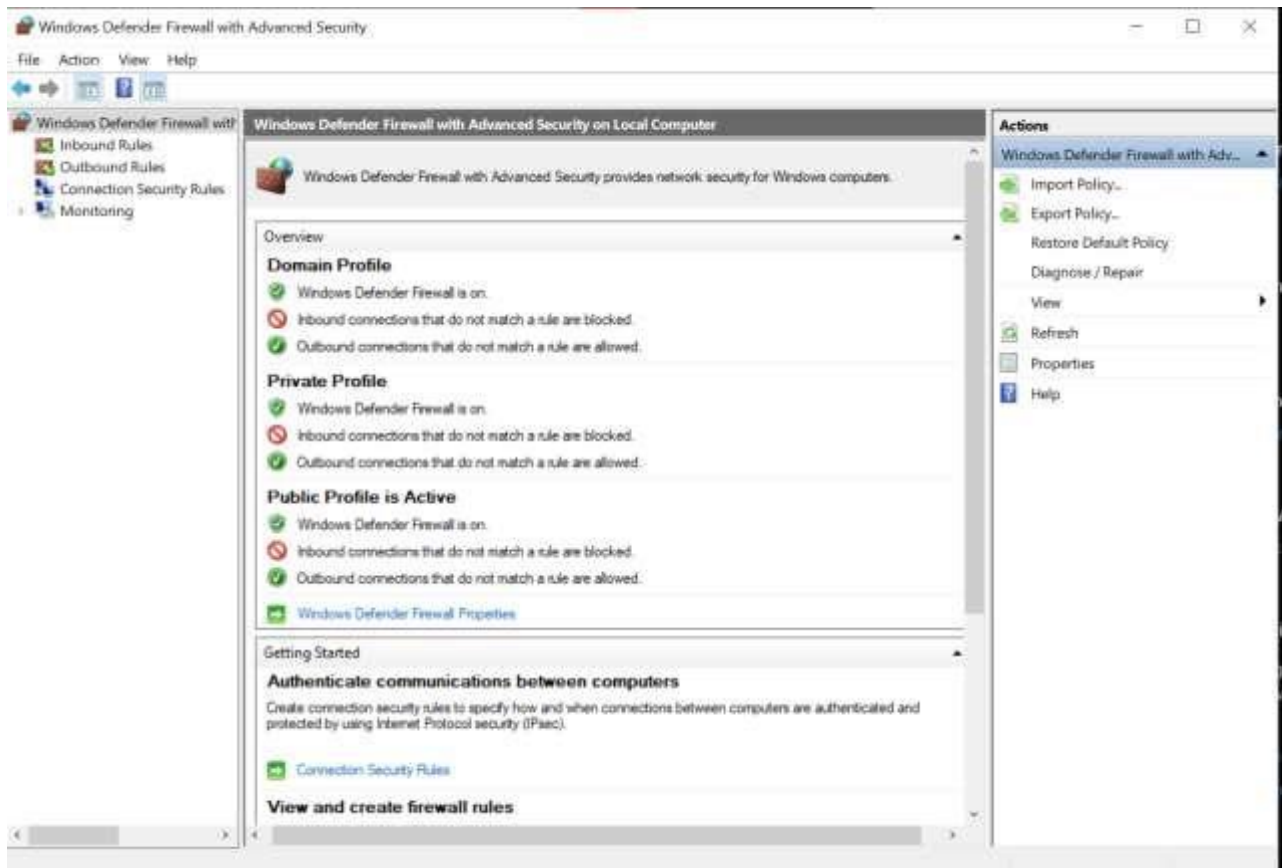 Windows Defender Firewall with Advanced Security
File Action View Help
Windows Defender Firewall with
Inbound Rules
Outbound Rules
Connection Security Rules
Monitoring
Windows Defender Firewall with Advanced Security on Local Computer
Windows Defender Firewall with Advanced Security provides network security for Windows computers.
Overview
Domain Profile
Windows Defender Firewall is on.
Inbound connections that do not match a rule are blocked.
Outbound connections that do not match a rule are allowed.
Private Profile
Windows Defender Firewall is on.
Inbound connections that do not match a rule are blocked.
Outbound connections that do not match a rule are allowed.
Public Profile is Active
Windows Defender Firewall is on.
Inbound connections that do not match a rule are blocked.
Outbound connections that do not match a rule are allowed.
Windows Defender Firewall Properties
Getting Started
Authenticate communications between computers
Create connection security rules to specify how and when connections between computers are authenticated and
protected by using Internet Protocol security (IPsec).
Connection Security Rules
View and create firewall rules
Actions
Windows Defender Firewall with Adv...
Import Policy...
Export Policy...
Restore Default Policy
Diagnose / Repair
View
Refresh
Properties
Help